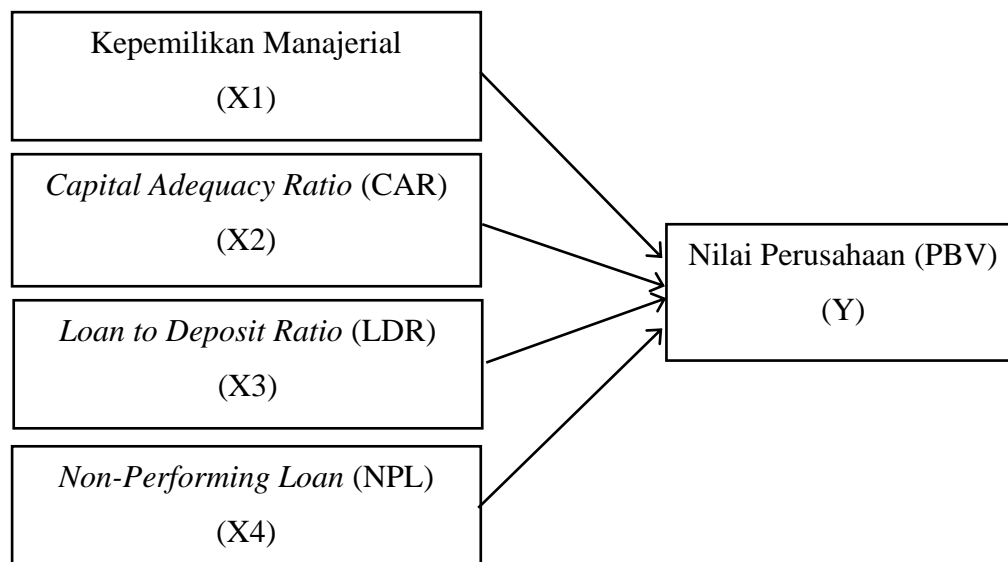 Kepemilikan Manajerial
(X1)
Capital Adequacy Ratio (CAR)
(X2)
Loan to Deposit Ratio (LDR)
(X3)
Non-Performing Loan (NPL)
(X4)
Nilai Perusahaan (PBV)
(Y)